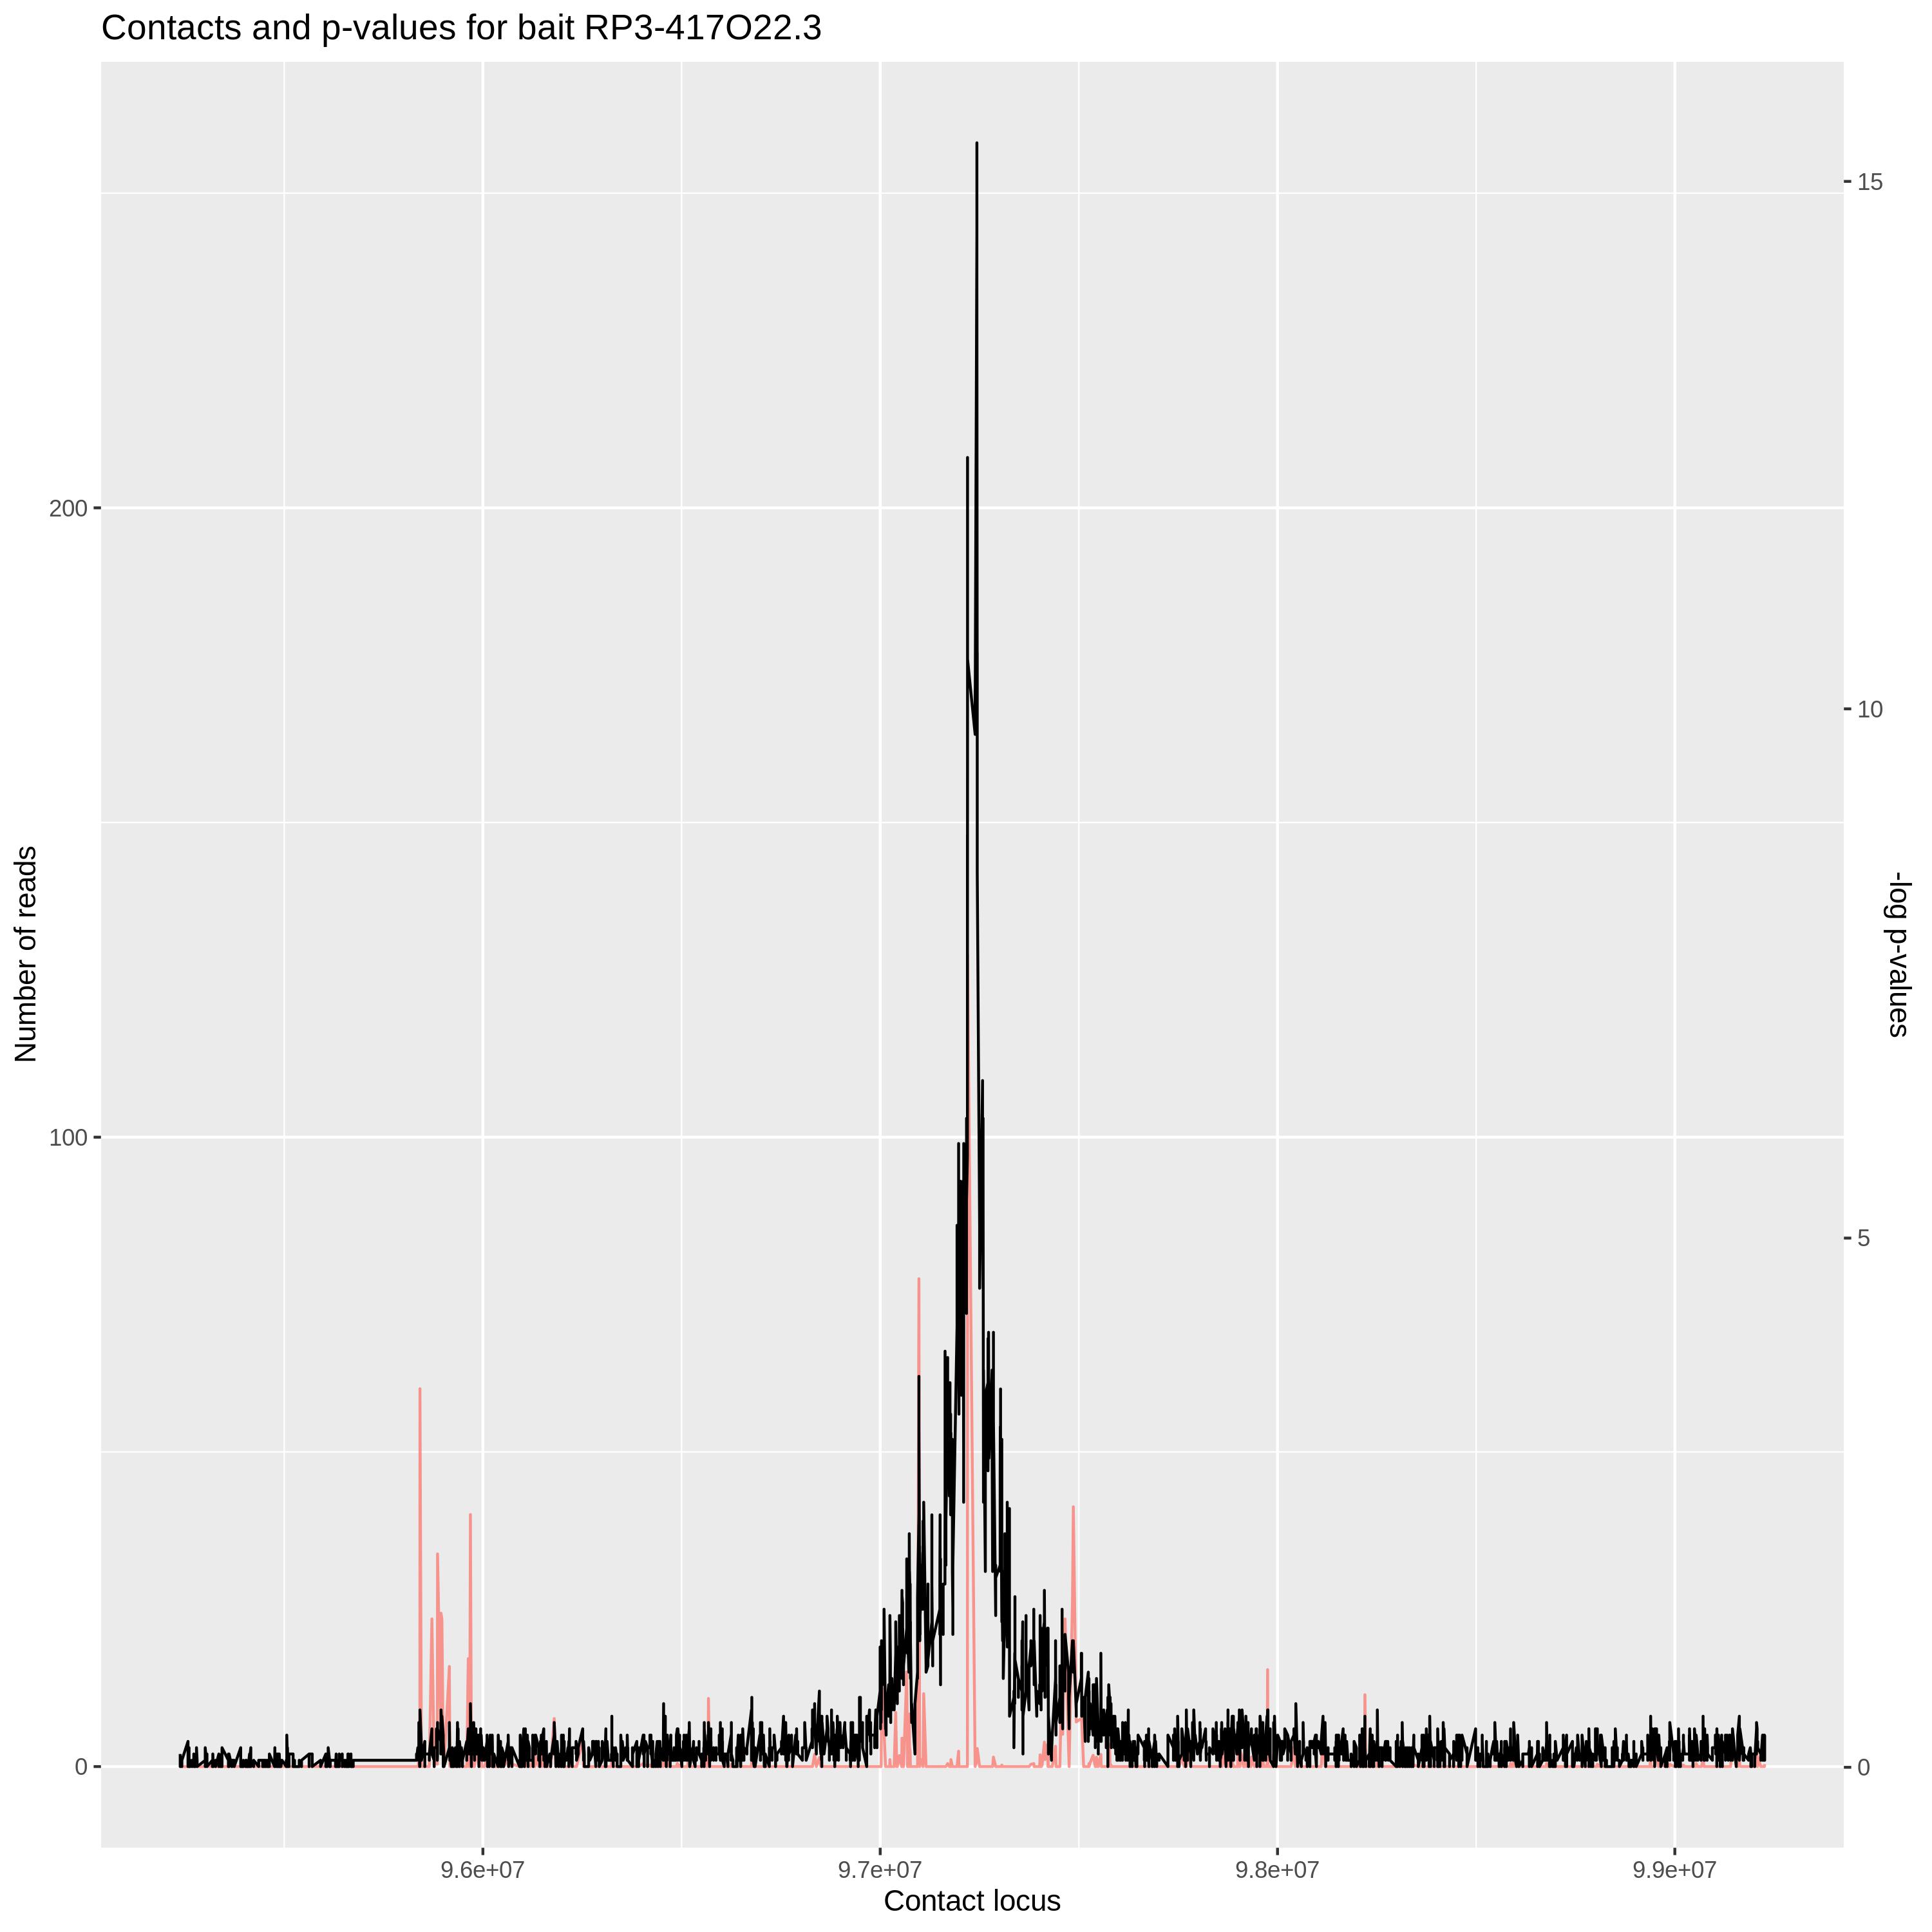 Contacts and p-values for bait RP3-417O22.3
Number of reads
200
100
0
15
10
5
0
-log p-values
9.6e+07 9.7e+07 9.8e+07 9.9e+07
Contact locus